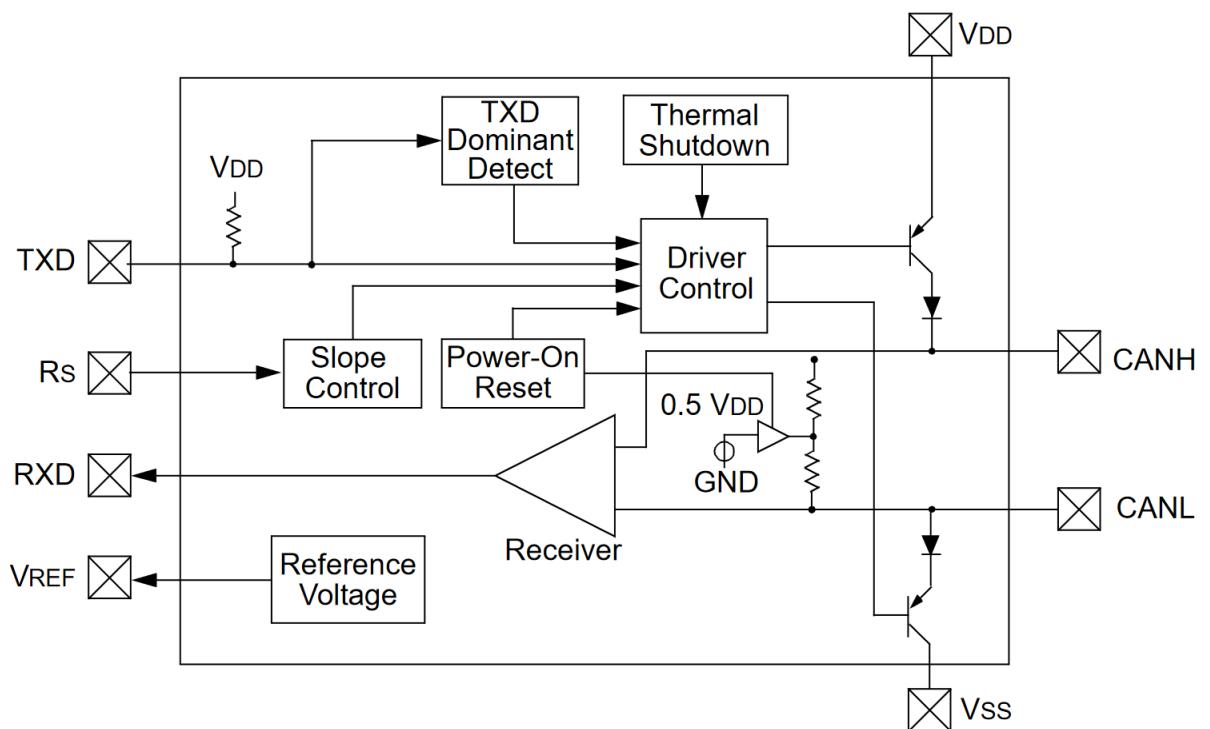 VDD
TXD
Dominant
Detect
Thermal
Shutdown
VDD
TXD
Driver
Control
RS
Slope
Control
Power-On
Reset
CANH
0.5 VDD
RXD
GND
CANL
Receiver
VREF
Reference
Voltage
VSS